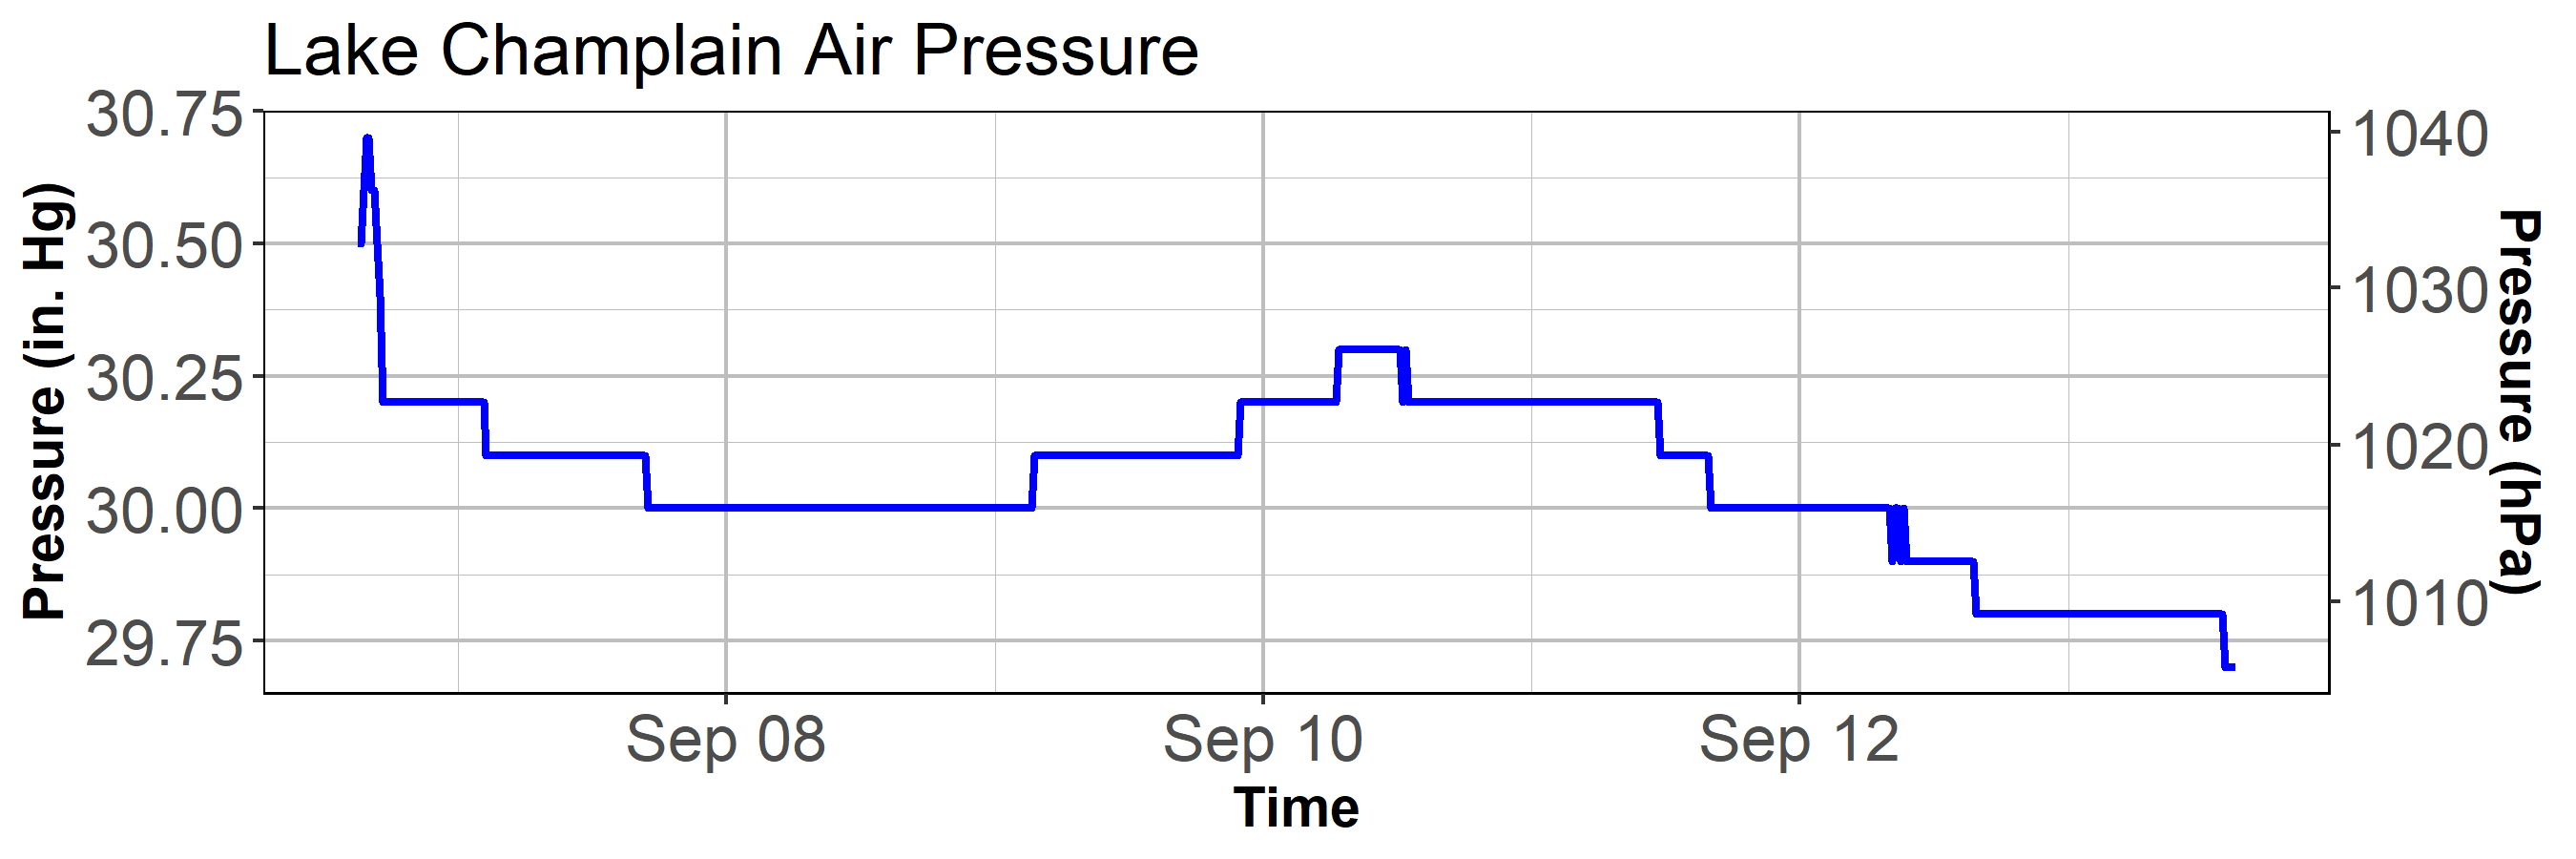 Lake Champlain Air Pressure
30.75
30.50
30.25
30.00
29.75
Pressure (in. Hg)
1040
1030
1020
1010
Pressure (hPa)
Sep 08
Sep 10
Sep 12
Time